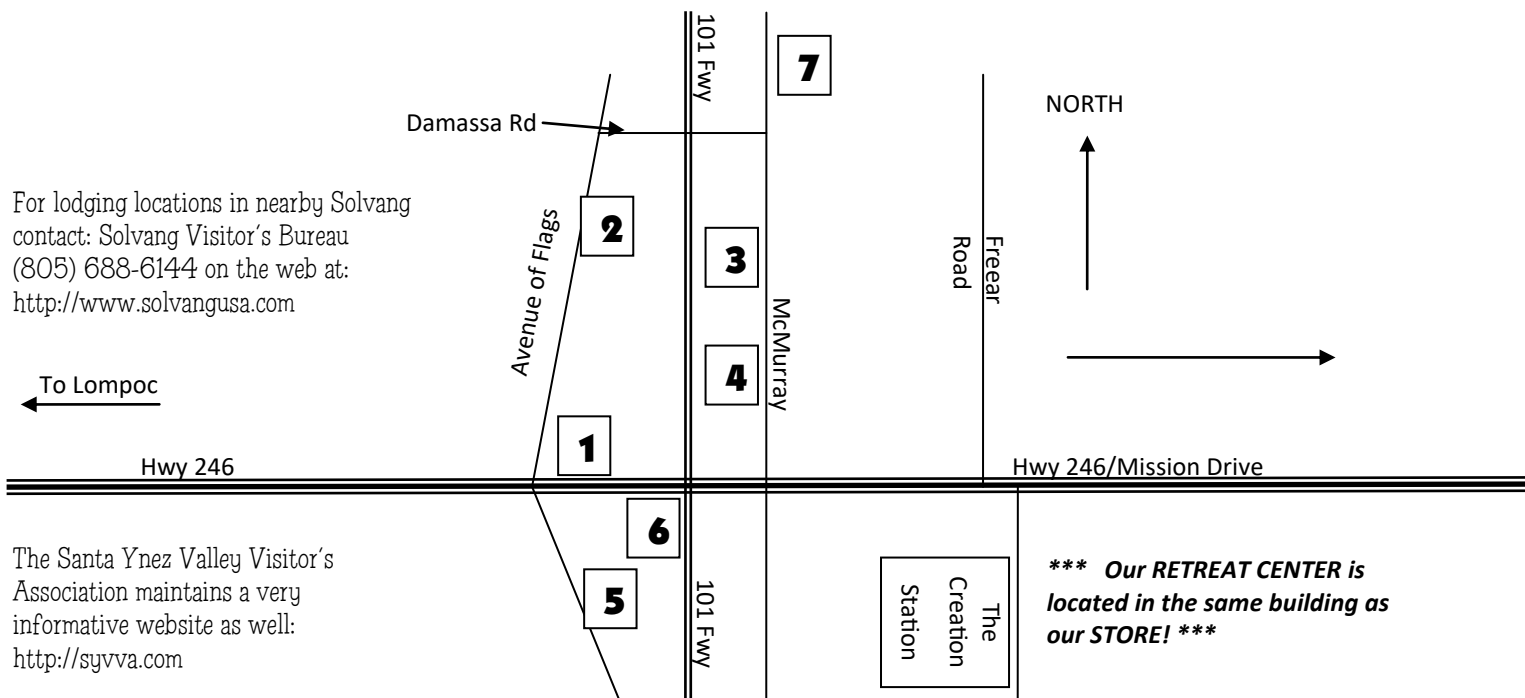 101 Fwy
7
NORTH
Damassa Rd
For lodging locations in nearby Solvang
contact: Solvang Visitor's Bureau
(805) 688-6144 on the web at:
http://www.solvangusa.com
Avenue of Flags
2
3
Freear
Road
McMurray
4
To Lompoc
1
Hwy 246
Hwy 246/Mission Drive
6
5
101 Fwy
The Santa Ynez Valley Visitor's
Association maintains a very
informative website as well:
http://syvva.com
The
Creation
Station
*** Our RETREAT CENTER is
located in the same building as
our STORE! ***